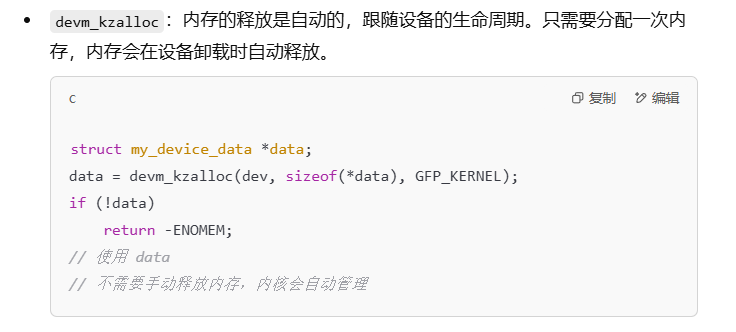 devm_kzalloc：内存的释放是自动的，跟随设备的生命周期。只需要分配一次内
存，内存会在设备卸载时自动释放。
c 复制 编辑
struct my_device_data *data;
data = devm_kzalloc(dev, sizeof(*data), GFP_KERNEL);
if (!data)
    return -ENOMEM;
// 使用 data
// 不需要手动释放内存，内核会自动管理